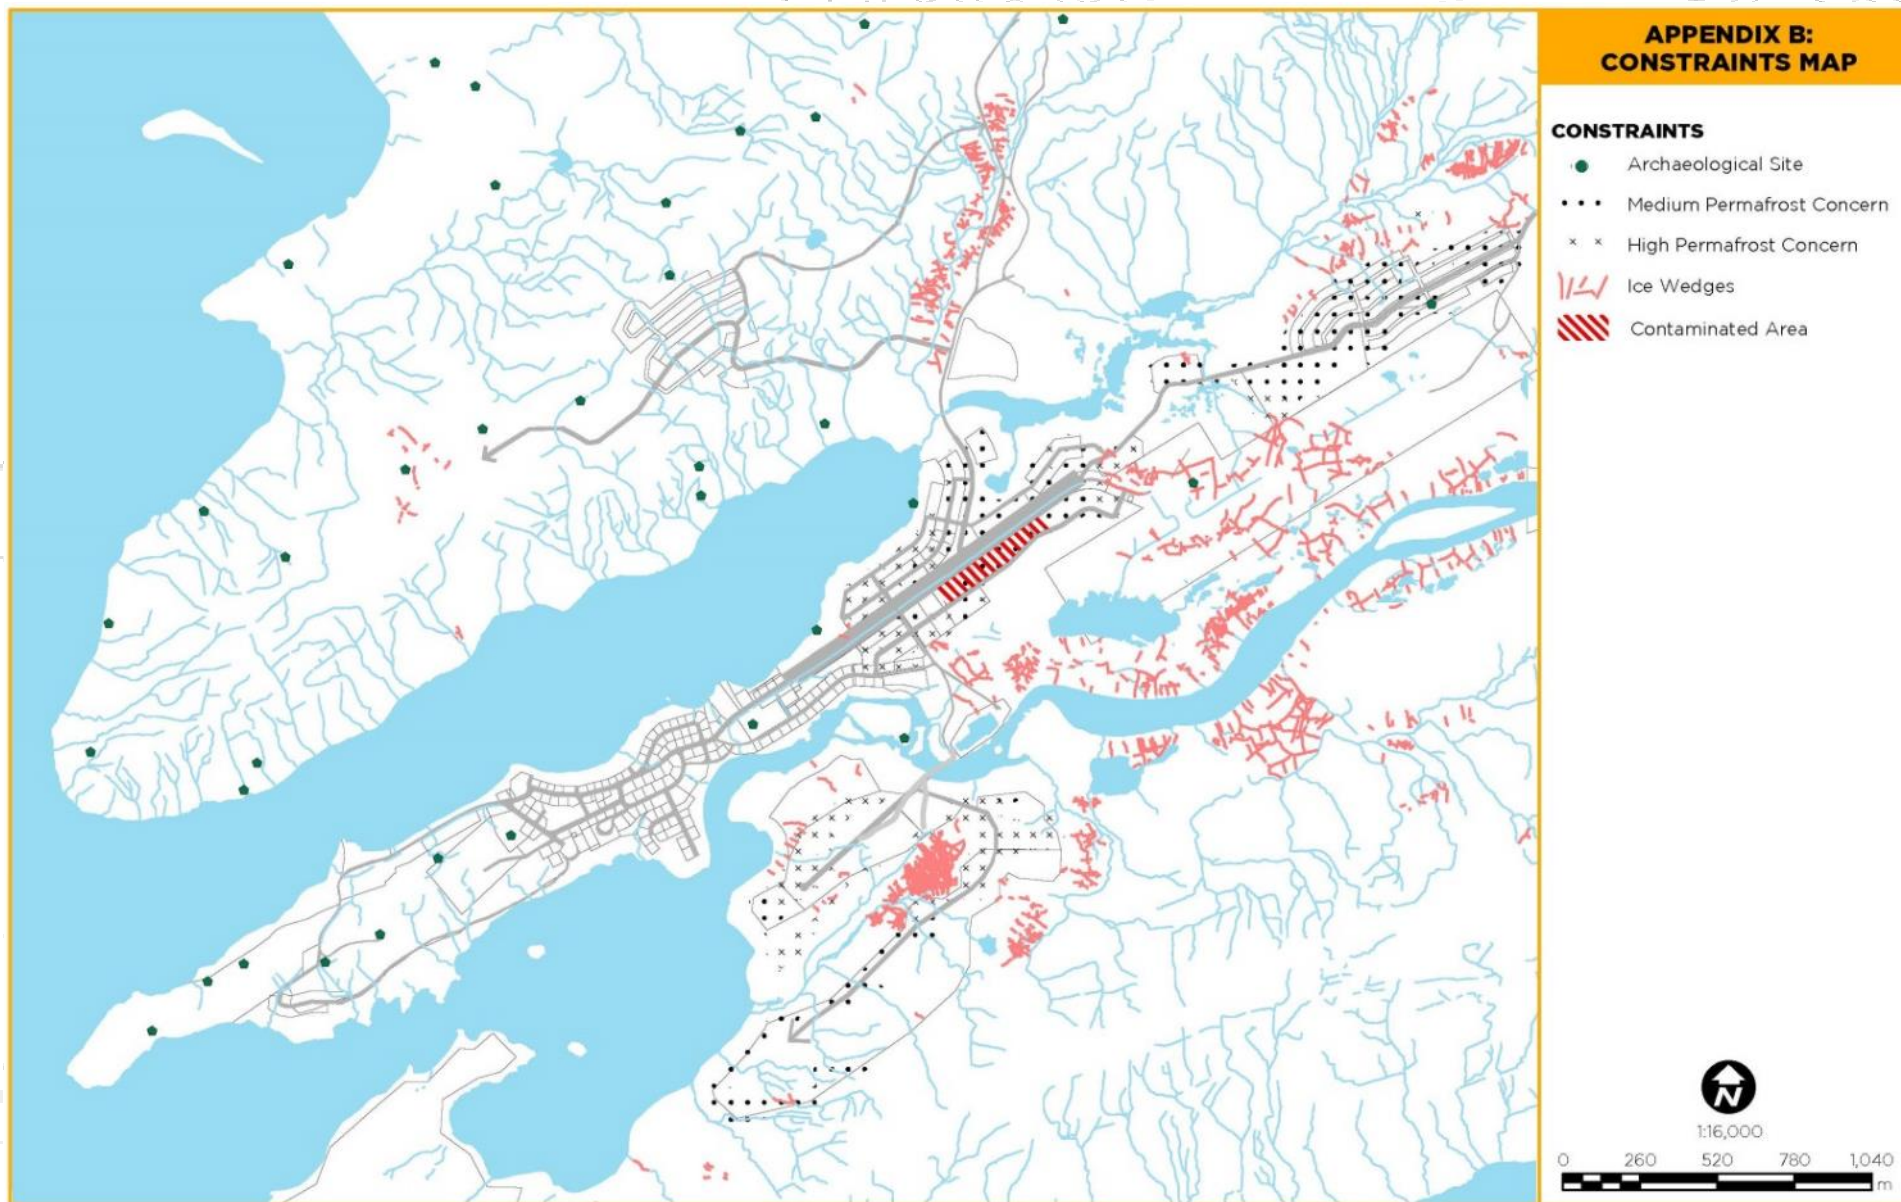 APPENDIX B:
CONSTRAINTS MAP
CONSTRAINTS
Archaeological Site
Medium Permafrost Concern
High Permafrost Concern
Ice Wedges
Contaminated Area
N
1:16,000
0 260 520 780 1,040
m